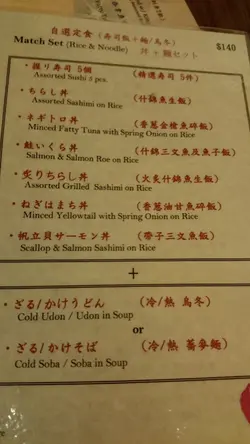 自選定食（寿司飯＋麵/烏冬）
Match Set (Rice & Noodle) 丼＋麺セット $140
・握り寿司 5個 （精選寿司 5件）
Assorted Sushi 5 pcs.
・ちらし丼 （什錦魚生飯）
Assorted Sashimi on Rice
・ネギトロ丼 （香蔥金槍魚碎飯）
Minced Fatty Tuna with Spring Onion on Rice
・鮭いくら丼 （什錦三文魚及魚子飯）
Salmon & Salmon Roe on Rice
・炙りちらし丼 （火炙什錦魚生飯）
Assorted Grilled Sashimi on Rice
・ねぎはまち丼 （香蔥油甘魚碎飯）
Minced Yellowtail with Spring Onion on Rice
・帆立貝サーモン丼 （帶子三文魚飯）
Scallop & Salmon Sashimi on Rice
＋
・ざる/かけうどん （冷/熱 烏冬）
Cold Udon / Udon in Soup
or
・ざる/かけそば （冷/熱 蕎麥麵）
Cold Soba / Soba in Soup